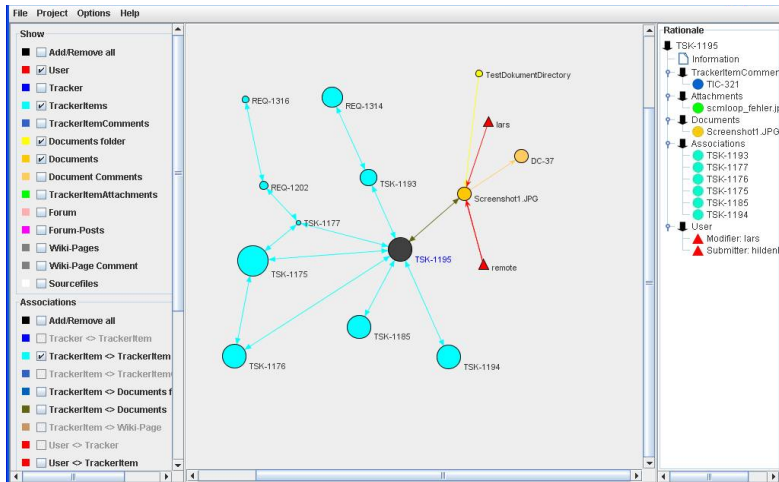 File Project Options Help
Show
Add/Remove all
User
Tracker
TrackerItems
TrackerItemComments
Documents folder
Documents
Document Comments
TrackerItemAttachments
Forum
Forum-Posts
Wiki-Pages
Wiki-Page Comment
Sourcefiles
Associations
Add/Remove all
Tracker <> TrackerItem
TrackerItem <> TrackerItem
TrackerItem <> TrackerItem
TrackerItem <> Documents f
TrackerItem <> Documents
TrackerItem <> Wiki-Page
User <> Tracker
User <> TrackerItem
TestDokumentDirectory
REQ-1316
REQ-1314
lars
DC-37
TSK-1193
REQ-1202
Screenshot1.JPG
TSK-1177
TSK-1195
TSK-1175
remote
TSK-1185
TSK-1176
TSK-1194
Rationale
TSK-1195
Information
TrackerItemCommen
TIC-321
Attachments
scmloop_fehler.jp
Documents
Screenshot1.JPG
Associations
TSK-1193
TSK-1177
TSK-1176
TSK-1175
TSK-1185
TSK-1194
User
Modifier: lars
Submitter: hilden